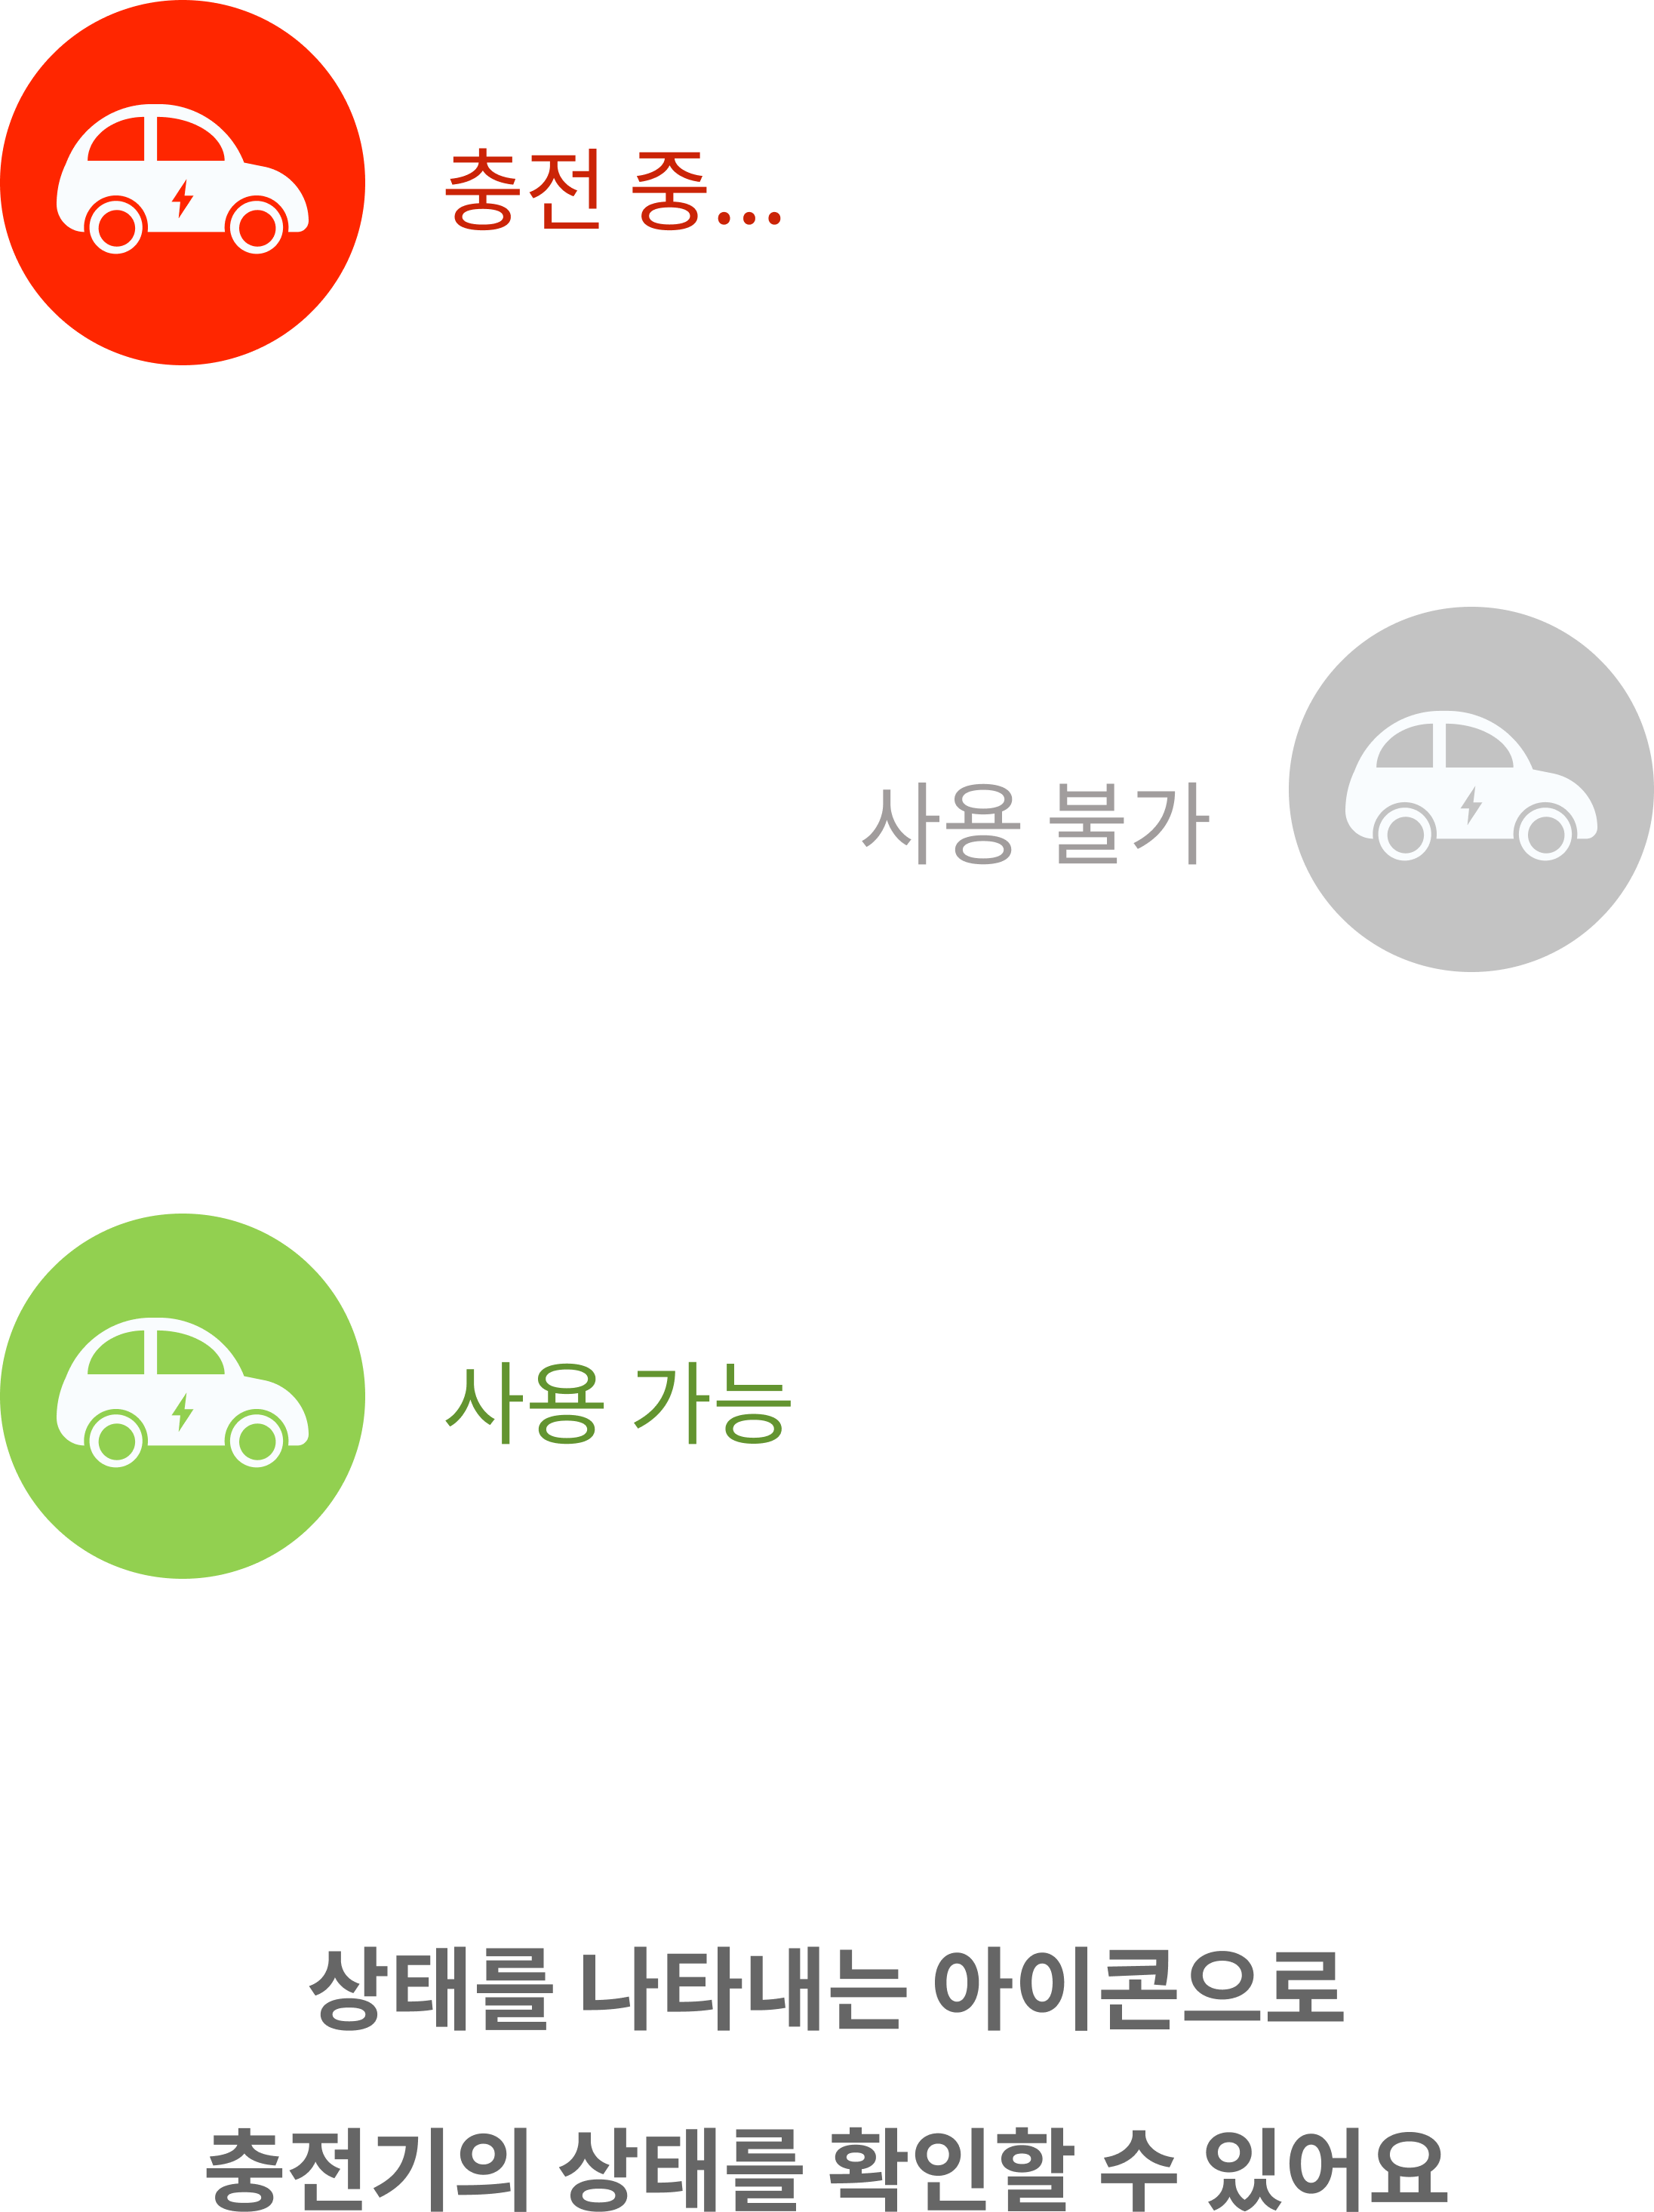 충전 중...
사용 불가
사용 가능
상태를 나타내는 아이콘으로
충전기의 상태를 확인할 수 있어요